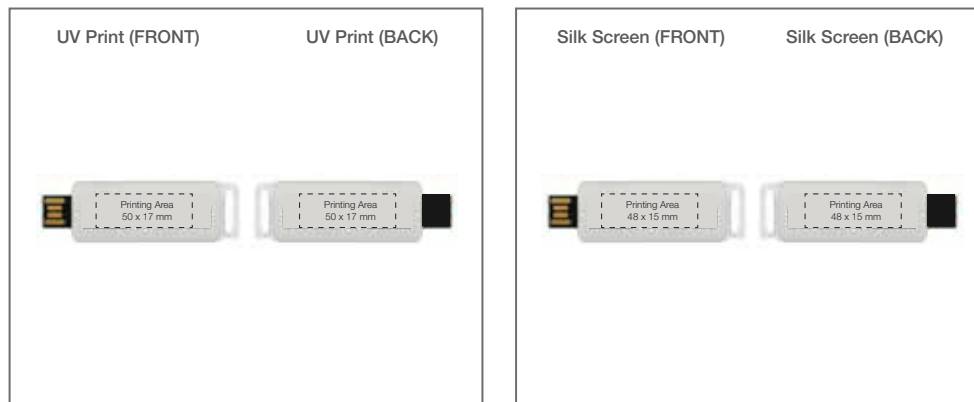 UV Print (FRONT)
UV Print (BACK)
Printing Area
50 x 17 mm
Printing Area
50 x 17 mm
Silk Screen (FRONT)
Silk Screen (BACK)
Printing Area
48 x 15 mm
Printing Area
48 x 15 mm